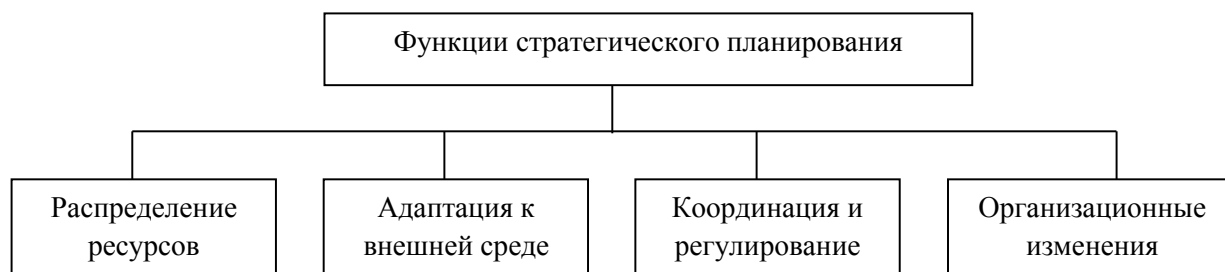 Функции стратегического планирования
Распределение
ресурсов
Адаптация к
внешней среде
Координация и
регулирование
Организационные
изменения